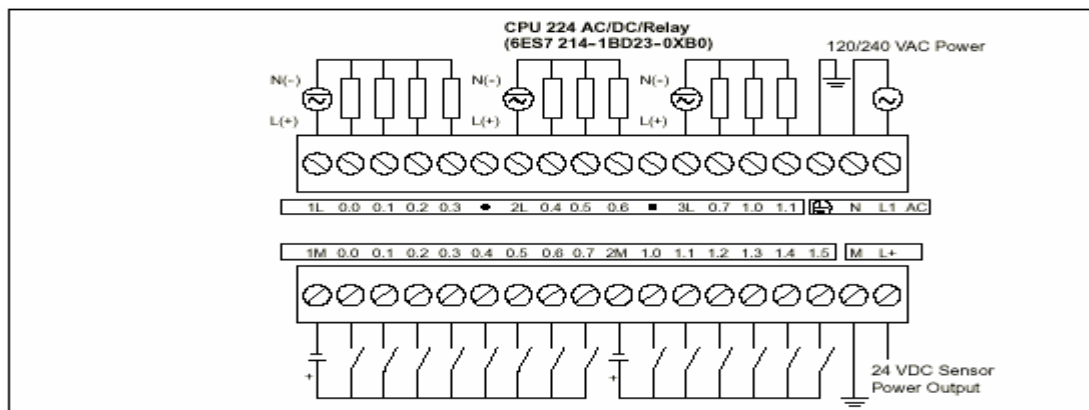 CPU 224 AC/DC/Relay
(6ES7 214-1BD23-0XB0)
120/240 VAC Power
N(-) N(-) N(-)
L(+) L(+) L(+)
1L 0.0 0.1 0.2 0.3 ● 2L 0.4 0.5 0.6 ■ 3L 0.7 1.0 1.1 N L1 AC
1M 0.0 0.1 0.2 0.3 0.4 0.5 0.6 0.7 2M 1.0 1.1 1.2 1.3 1.4 1.5 M L+
+ +
24 VDC Sensor
Power Output